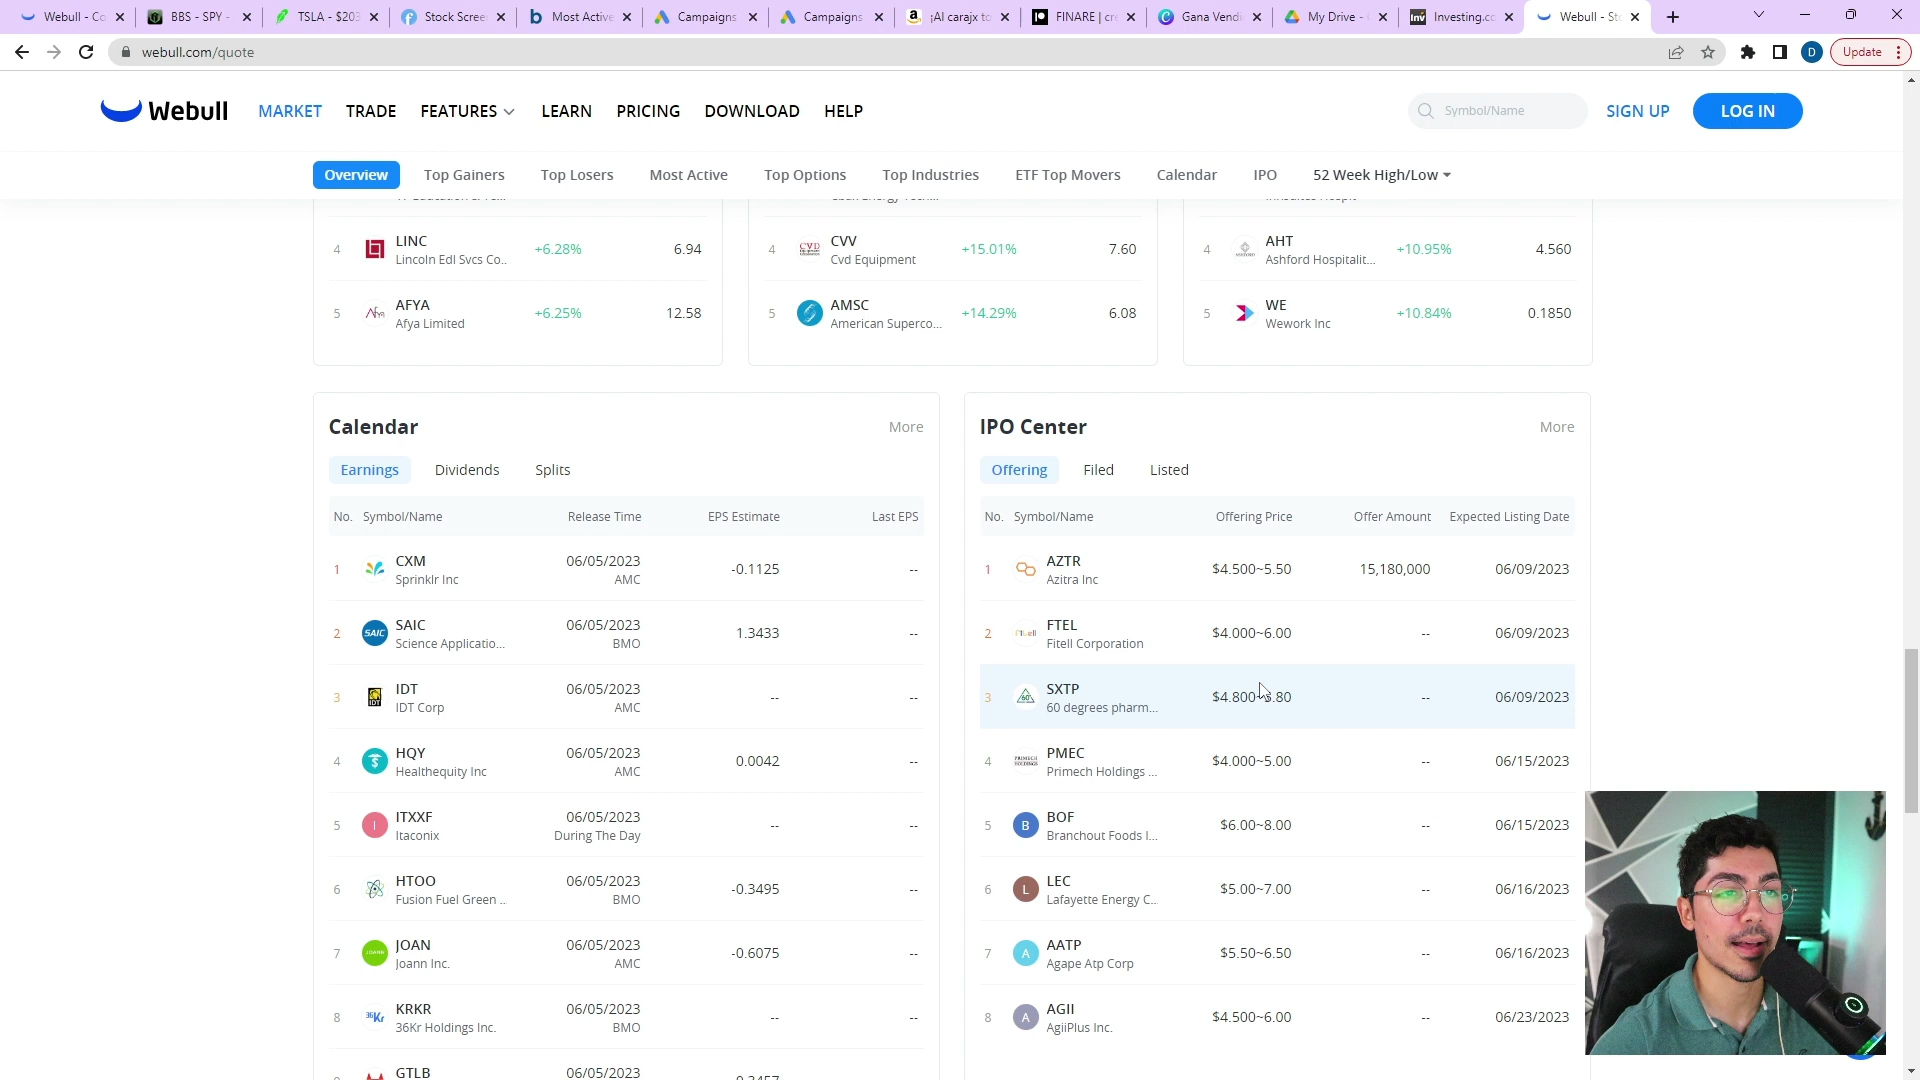 Webull - Co
BBS - SPY -
TSLA - $203
Stock Scree
Most Active
Campaigns
Campaigns
¡Al carajx to
FINARE | cre
Gana Vendi
My Drive -
Investing.co
Webull - Sto
webull.com/quote
D
Update
Webull
MARKET
TRADE
FEATURES
LEARN
PRICING
DOWNLOAD
HELP
Symbol/Name
SIGN UP
LOG IN
Overview
Top Gainers
Top Losers
Most Active
Top Options
Top Industries
ETF Top Movers
Calendar
IPO
52 Week High/Low
4 LINC +6.28% 6.94
Lincoln Edl Svcs Co..
5 AFYA +6.25% 12.58
Afya Limited
4 CVV +15.01% 7.60
Cvd Equipment
5 AMSC +14.29% 6.08
American Superco...
4 AHT +10.95% 4.560
Ashford Hospitalit...
5 WE +10.84% 0.1850
Wework Inc
Calendar More
Earnings Dividends Splits
No. Symbol/Name Release Time EPS Estimate Last EPS
1 CXM 06/05/2023 -0.1125 --
Sprinklr Inc AMC
2 SAIC 06/05/2023 1.3433 --
Science Applicatio... BMO
3 IDT 06/05/2023 -- --
IDT Corp AMC
4 HQY 06/05/2023 0.0042 --
Healthequity Inc AMC
5 ITXXF 06/05/2023 -- --
Itaconix During The Day
6 HTOO 06/05/2023 -0.3495 --
Fusion Fuel Green .. BMO
7 JOAN 06/05/2023 -0.6075 --
Joann Inc. AMC
8 KRKR 06/05/2023 -- --
36Kr Holdings Inc. BMO
GTLB 06/05/2023
IPO Center More
Offering Filed Listed
No. Symbol/Name Offering Price Offer Amount Expected Listing Date
1 AZTR $4.500~5.50 15,180,000 06/09/2023
Azitra Inc
2 FTEL $4.000~6.00 -- 06/09/2023
Fitell Corporation
3 SXTP $4.800~5.80 -- 06/09/2023
60 degrees pharm...
4 PMEC $4.000~5.00 -- 06/15/2023
Primech Holdings ...
5 BOF $6.00~8.00 -- 06/15/2023
Branchout Foods I...
6 LEC $5.00~7.00 -- 06/16/2023
Lafayette Energy C...
7 AATP $5.50~6.50 -- 06/16/2023
Agape Atp Corp
8 AGII $4.500~6.00 -- 06/23/2023
AgiiPlus Inc.